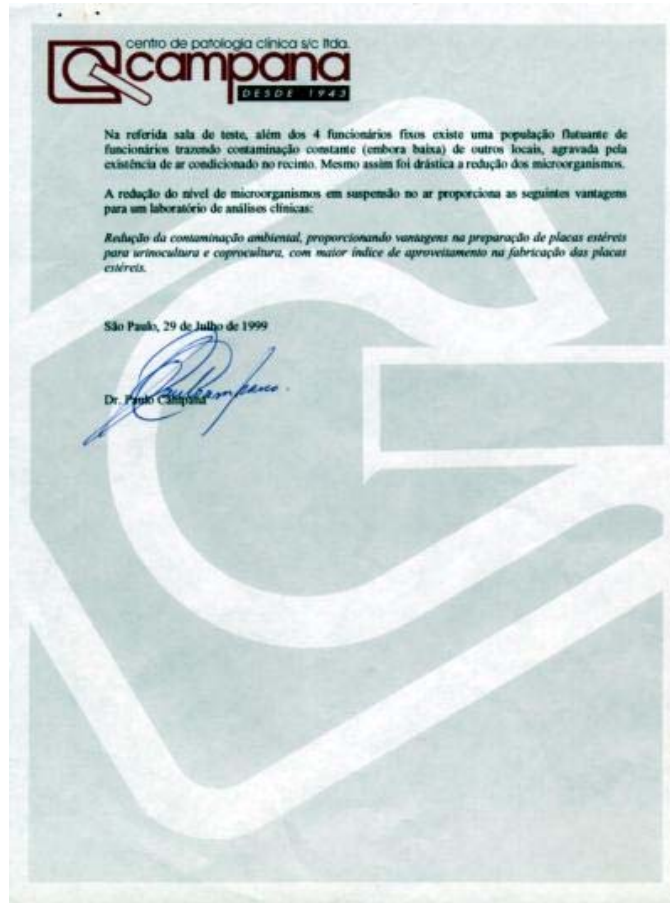 centro de patologia clínica s/c ltda.
campana
DESDE 1943
Na referida sala de teste, além dos 4 funcionários fixos existe uma população flutuante de
funcionários trazendo contaminação constante (embora baixa) de outros locais, agravada pela
existência de ar condicionado no recinto. Mesmo assim foi drástica a redução dos microorganismos.
A redução do nível de microorganismos em suspensão no ar proporciona as seguintes vantagens
para um laboratório de análises clínicas:
Redução da contaminação ambiental, proporcionando vantagens na preparação de placas estéreis
para urinocultura e coprocultura, com maior índice de aproveitamento na fabricação das placas
estéreis.
São Paulo, 29 de Julho de 1999
Dr. Paulo Campana